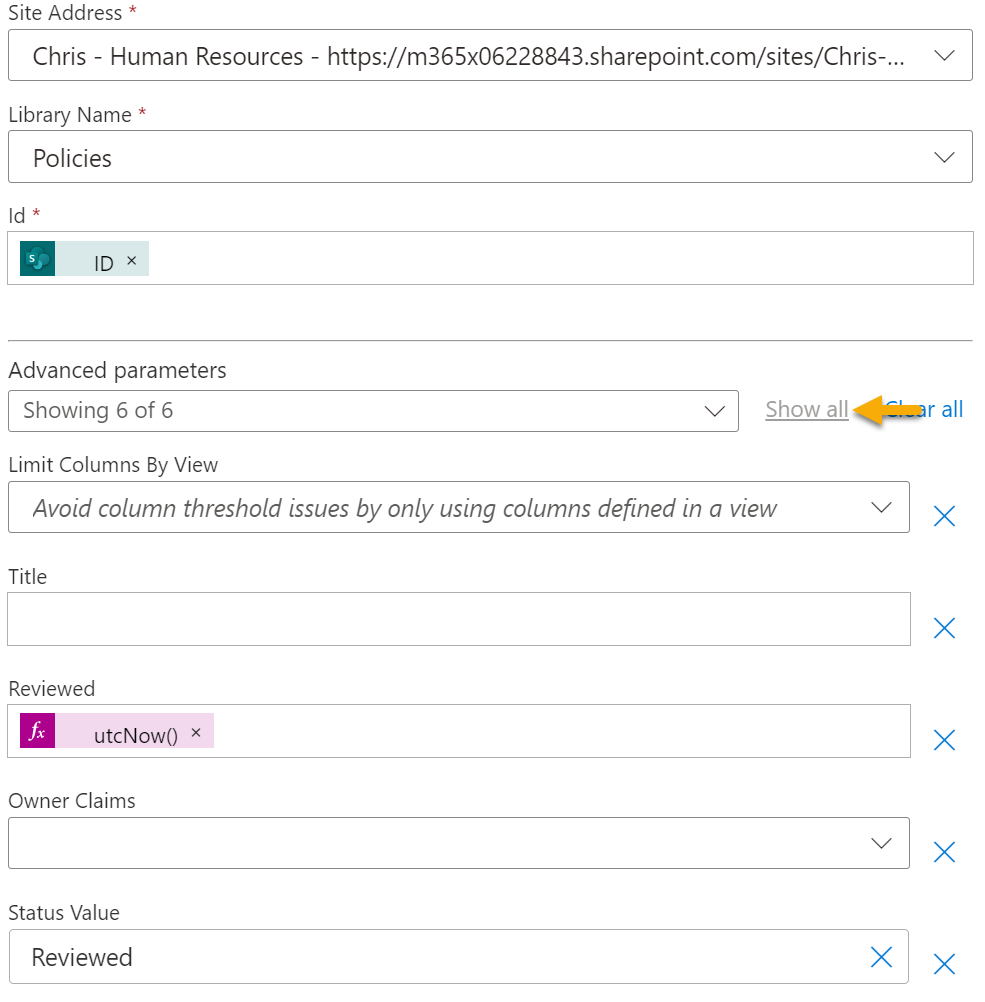 Site Address *
Chris - Human Resources - https://m365x06228843.sharepoint.com/sites/Chris-...
Library Name *
Policies
Id *
S ID ×
Advanced parameters
Showing 6 of 6
Show all Clear all
Limit Columns By View
Avoid column threshold issues by only using columns defined in a view
Title
Reviewed
fx utcNow() ×
Owner Claims
Status Value
Reviewed